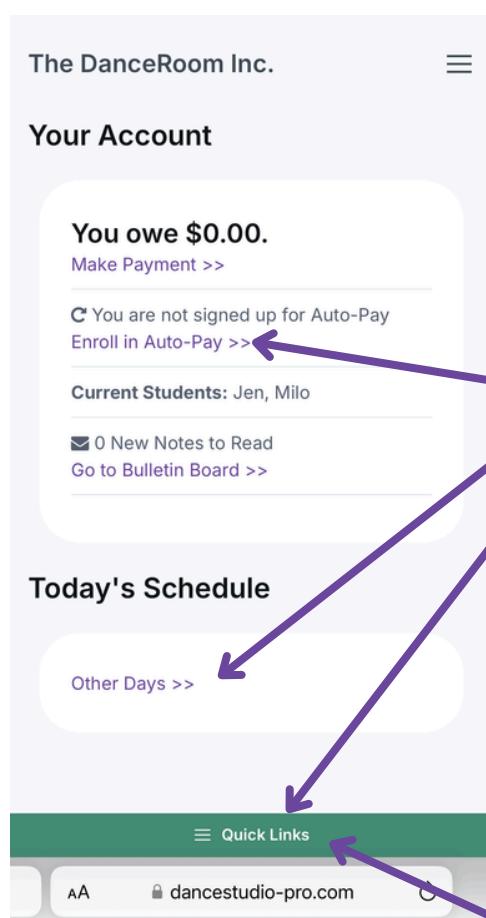 The DanceRoom Inc.
Your Account
You owe $0.00.
Make Payment >>
You are not signed up for Auto-Pay
Enroll in Auto-Pay >>
Current Students: Jen, Milo
0 New Notes to Read
Go to Bulletin Board >>
Today's Schedule
Other Days >>
Quick Links
AA dancestudio-pro.com